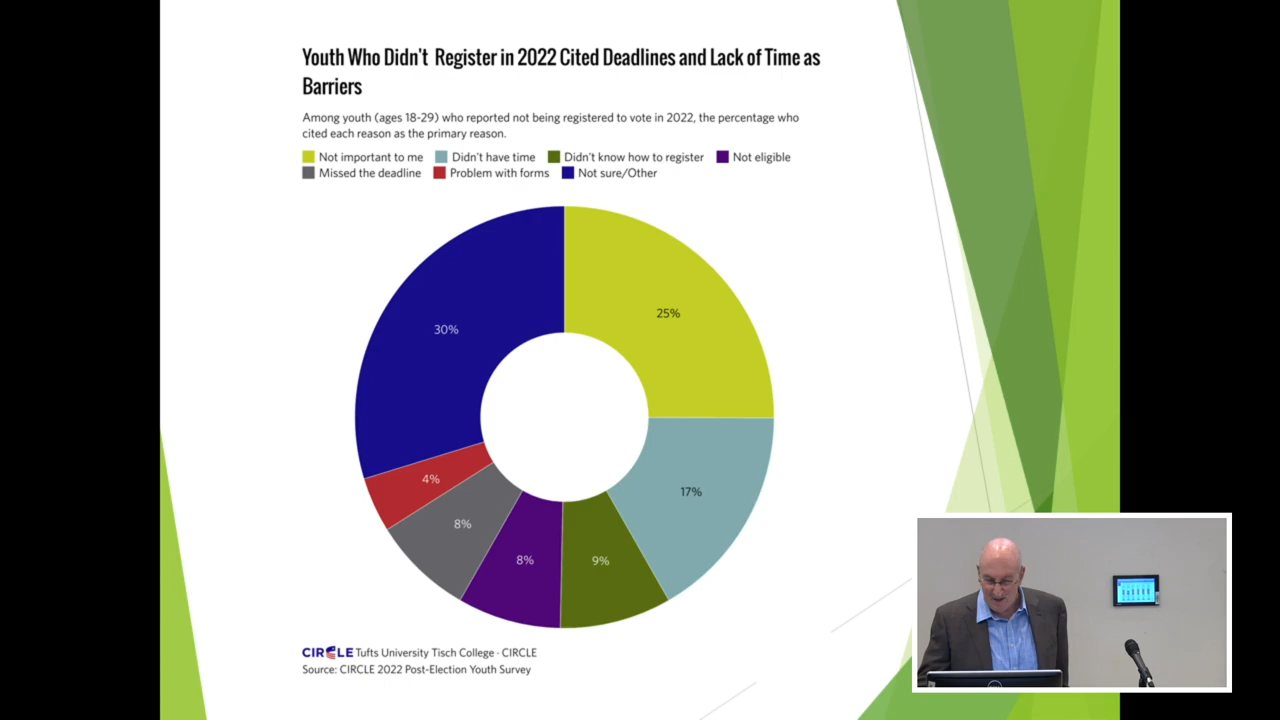 Youth Who Didn't Register in 2022 Cited Deadlines and Lack of Time as
Barriers
Among youth (ages 18-29) who reported not being registered to vote in 2022, the percentage who
cited each reason as the primary reason.
Not important to me Didn't have time Didn't know how to register Not eligible
Missed the deadline Problem with forms Not sure/Other
25%
30%
4%
17%
8%
8%
9%
CIRCLE Tufts University Tisch College · CIRCLE
Source: CIRCLE 2022 Post-Election Youth Survey